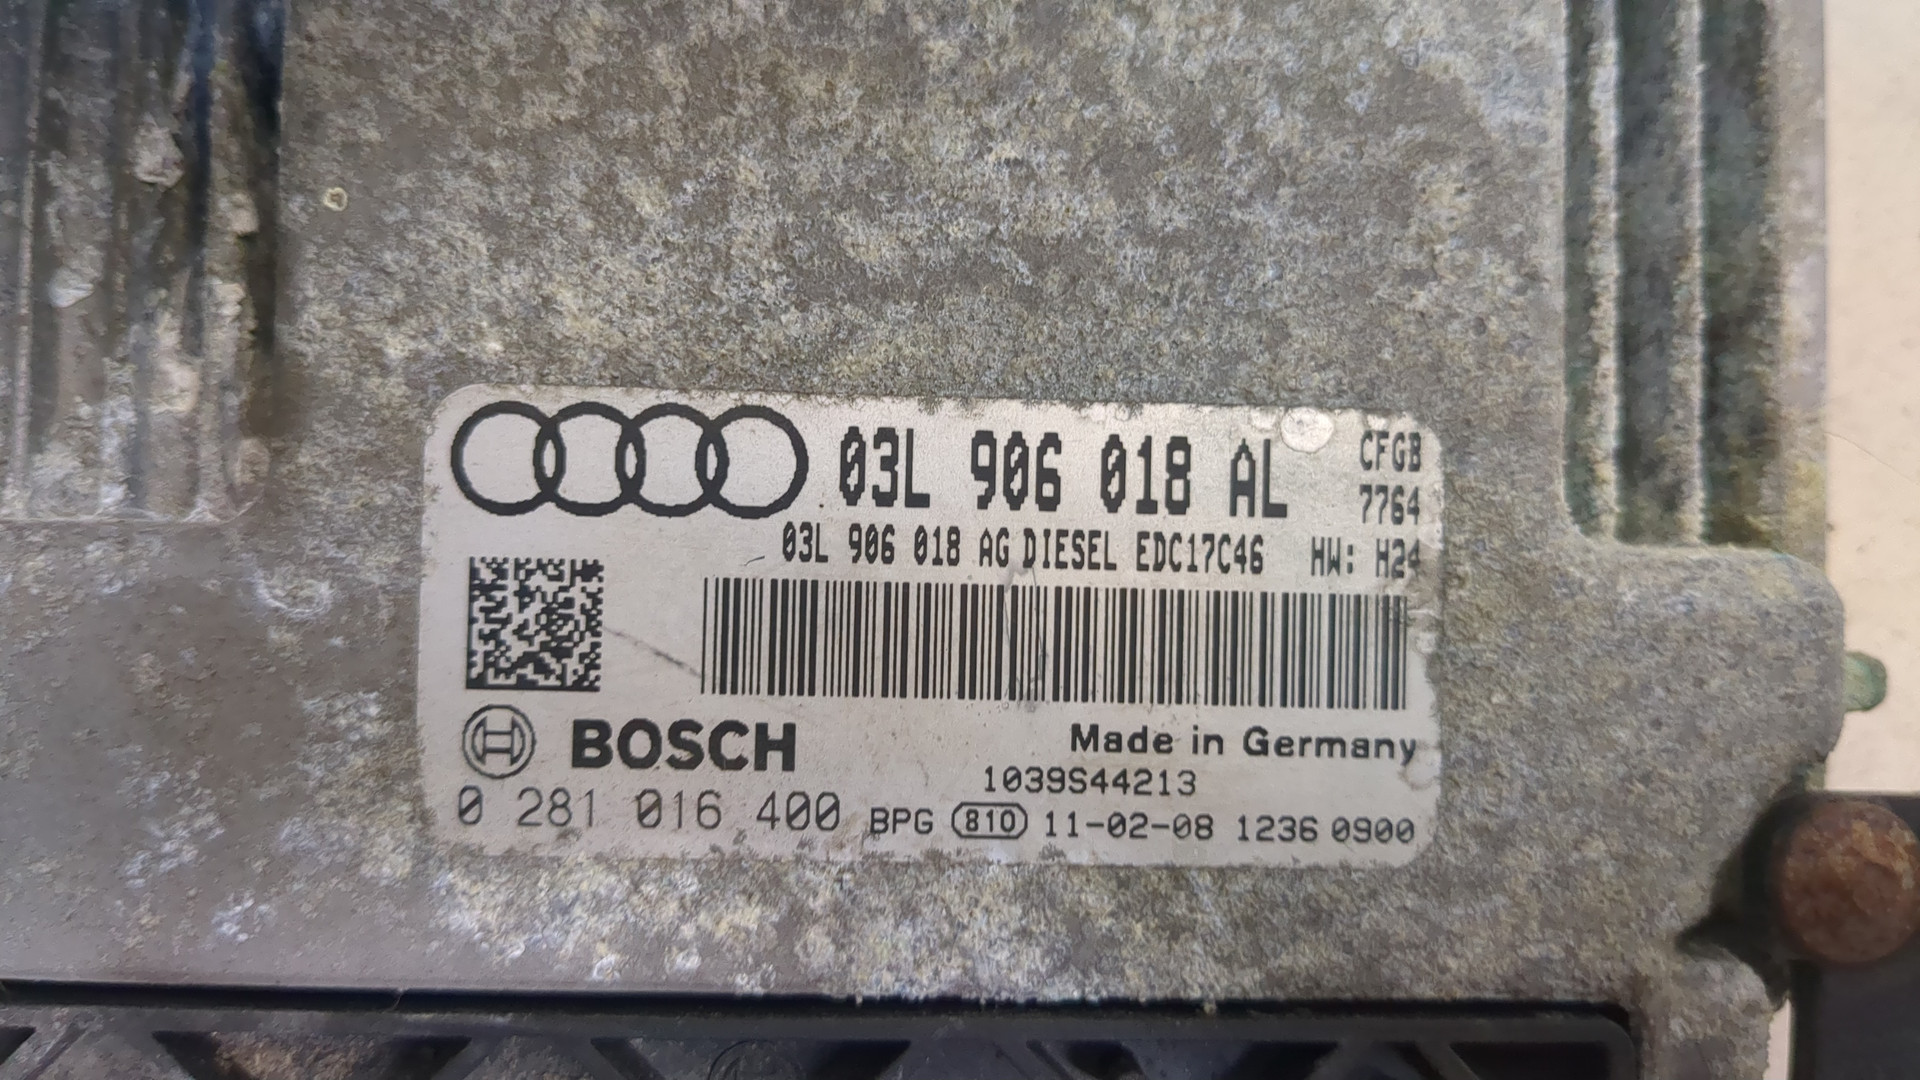 03L 906 018 AL CFGB
7764
03L 906 018 AG DIESEL EDC17C46 HW: H24
BOSCH
Made in Germany
1039S44213
0 281 016 400 BPG 810 11-02-08 1236 0900